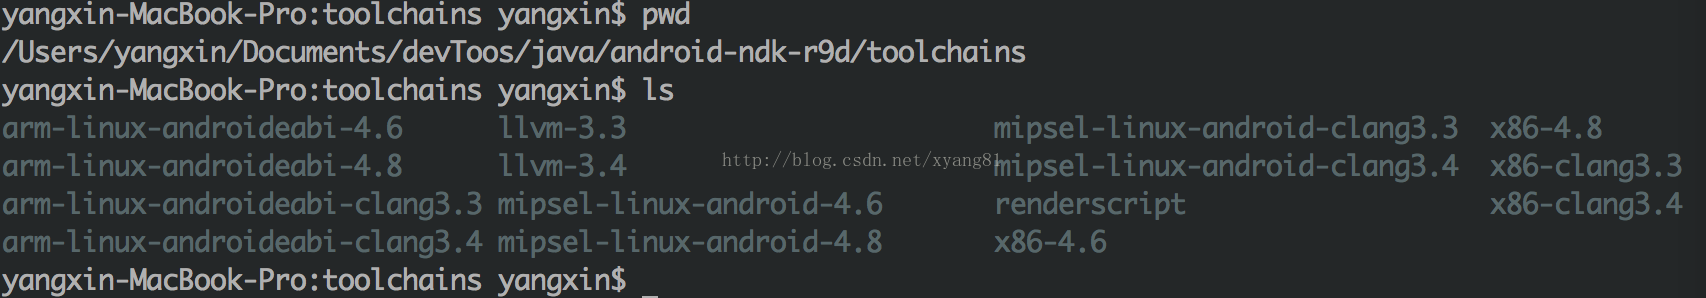 yangxin-MacBook-Pro:toolchains yangxin$ pwd
/Users/yangxin/Documents/devToos/java/android-ndk-r9d/toolchains
yangxin-MacBook-Pro:toolchains yangxin$ ls
arm-linux-androideabi-4.6 llvm-3.3 mipsel-linux-android-clang3.3 x86-4.8
arm-linux-androideabi-4.8 llvm-3.4 http://blog.csdn.net/xyang81 mipsel-linux-android-clang3.4 x86-clang3.3
arm-linux-androideabi-clang3.3 mipsel-linux-android-4.6 renderscript x86-clang3.4
arm-linux-androideabi-clang3.4 mipsel-linux-android-4.8 x86-4.6
yangxin-MacBook-Pro:toolchains yangxin$